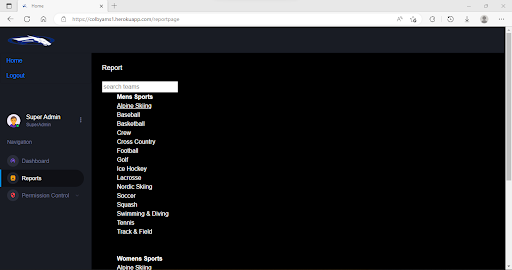 Home
https://colbyams1.herokuapp.com/reportpage
Home
Logout
Super Admin
SuperAdmin
Navigation
Dashboard
Reports
Permission Control
Report
search teams
Mens Sports
Alpine Skiing
Baseball
Basketball
Crew
Cross Country
Football
Golf
Ice Hockey
Lacrosse
Nordic Skiing
Soccer
Squash
Swimming & Diving
Tennis
Track & Field
Womens Sports
Alpine Skiing